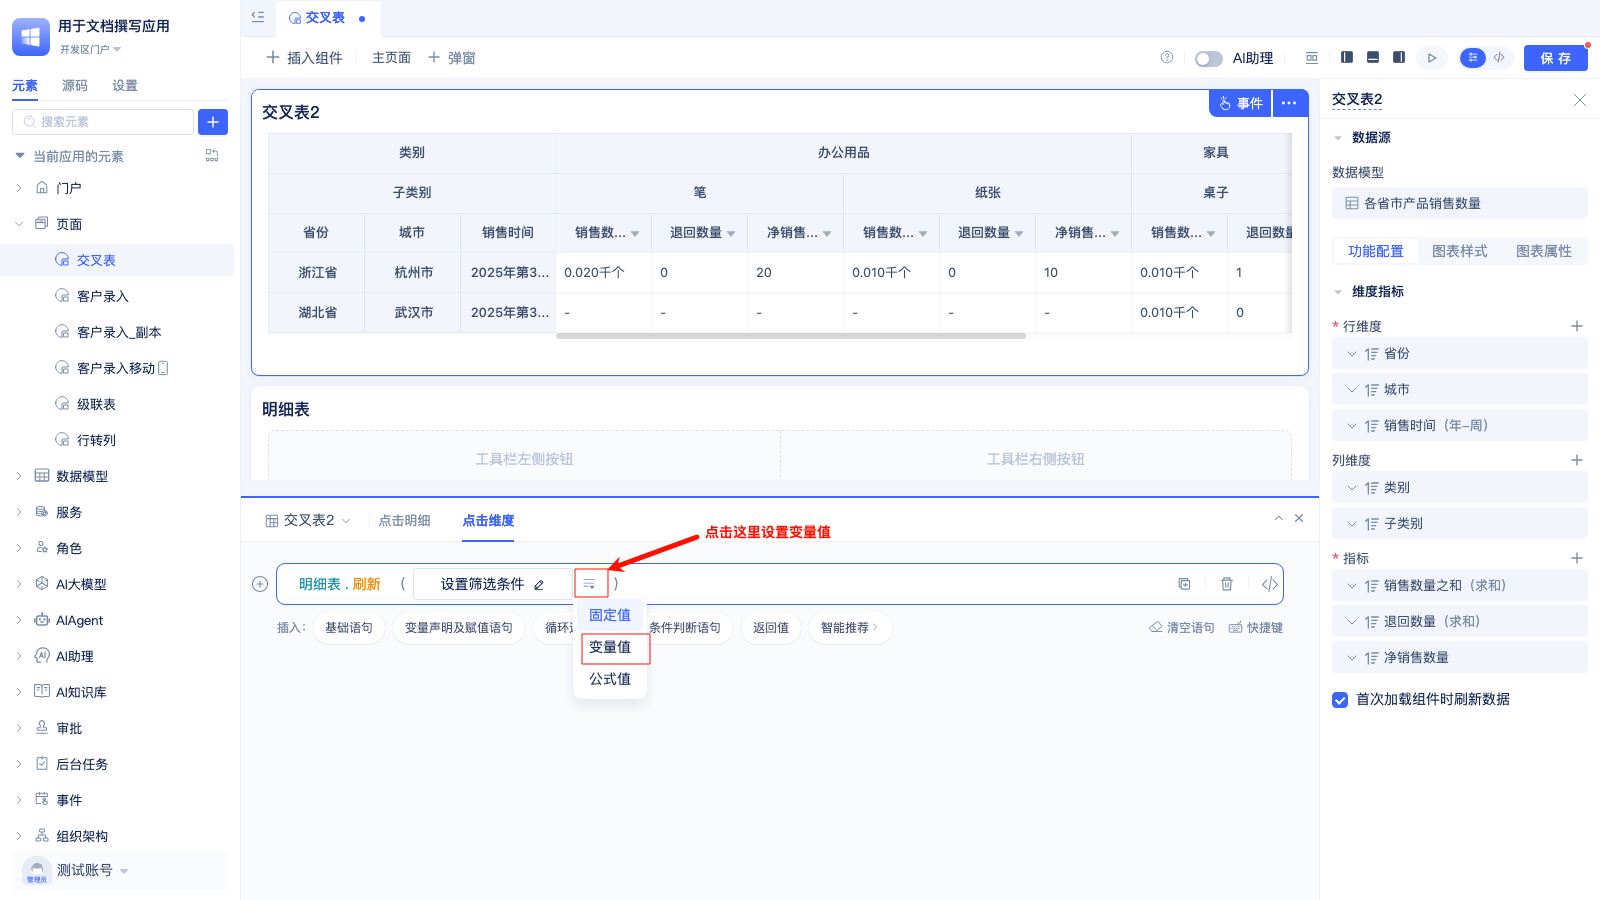 用于文档撰写应用
开发区门户
元素 源码 设置
搜索元素
当前应用的元素
门户
页面
交叉表
客户录入
客户录入_副本
客户录入移动
级联表
行转列
数据模型
服务
角色
AI大模型
AIAgent
AI助理
AI知识库
审批
后台任务
事件
组织架构
测试账号
管理员
交叉表
插入组件 主页面 弹窗
AI助理
保存
交叉表2
事件
类别 办公用品 家具
子类别 笔 纸张 桌子
省份 城市 销售时间 销售数... 退回数量 净销售... 销售数... 退回数量 净销售... 销售数... 退回数量
浙江省 杭州市 2025年第3... 0.020千个 0 20 0.010千个 0 10 0.010千个 1
湖北省 武汉市 2025年第3... - - - - - - 0.010千个 0
明细表
工具栏左侧按钮 工具栏右侧按钮
交叉表2 点击明细 点击维度
点击这里设置变量值
明细表 . 刷新 ( 设置筛选条件 )
固定值
变量值
公式值
插入: 基础语句 变量声明及赋值语句 循环 条件判断语句 返回值 智能推荐 清空语句 快捷键
交叉表2
数据源
数据模型
各省市产品销售数量
功能配置 图表样式 图表属性
维度指标
* 行维度
省份
城市
销售时间 (年-周)
列维度
类别
子类别
* 指标
销售数量之和 (求和)
退回数量 (求和)
净销售数量
首次加载组件时刷新数据